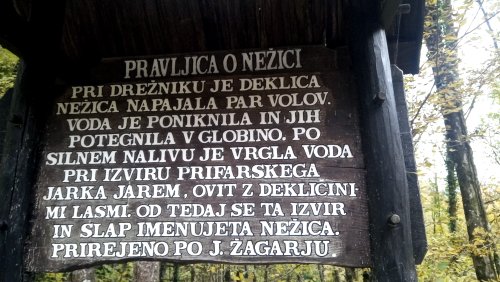 PRAVLJICA O NEŽICI
PRI DREŽNIKU JE DEKLICA
NEŽICA NAPAJALA PAR VOLOV.
VODA JE PONIKNILA IN JIH
POTEGNILA V GLOBINO. PO
SILNEM NALIVU JE VRGLA VODA
PRI IZVIRU PRIFARSKEGA
JARKA JAREM, OVIT Z DEKLICINI
MI LASMI. OD TEDAJ SE TA IZVIR
IN SLAP IMENUJETA NEŽICA.
PRIREJENO PO J. ŽAGARJU.